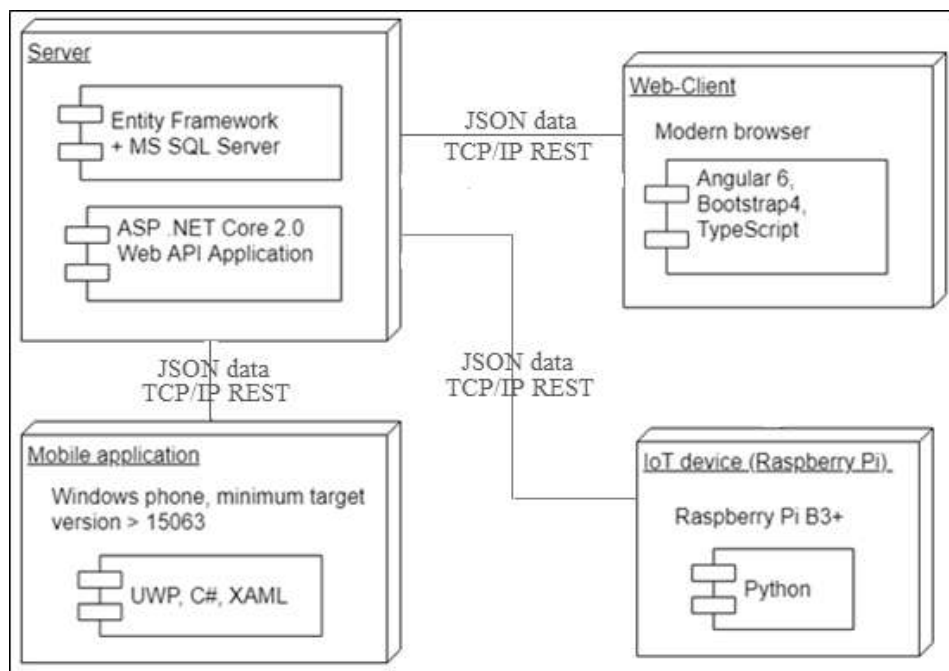 Server
Entity Framework
+ MS SQL Server
ASP .NET Core 2.0
Web API Application
JSON data
TCP/IP REST
Web-Client
Modern browser
Angular 6,
Bootstrap4,
TypeScript
JSON data
TCP/IP REST
JSON data
TCP/IP REST
Mobile application
Windows phone, minimum target
version > 15063
UWP, C#, XAML
IoT device (Raspberry Pi)
Raspberry Pi B3+
Python